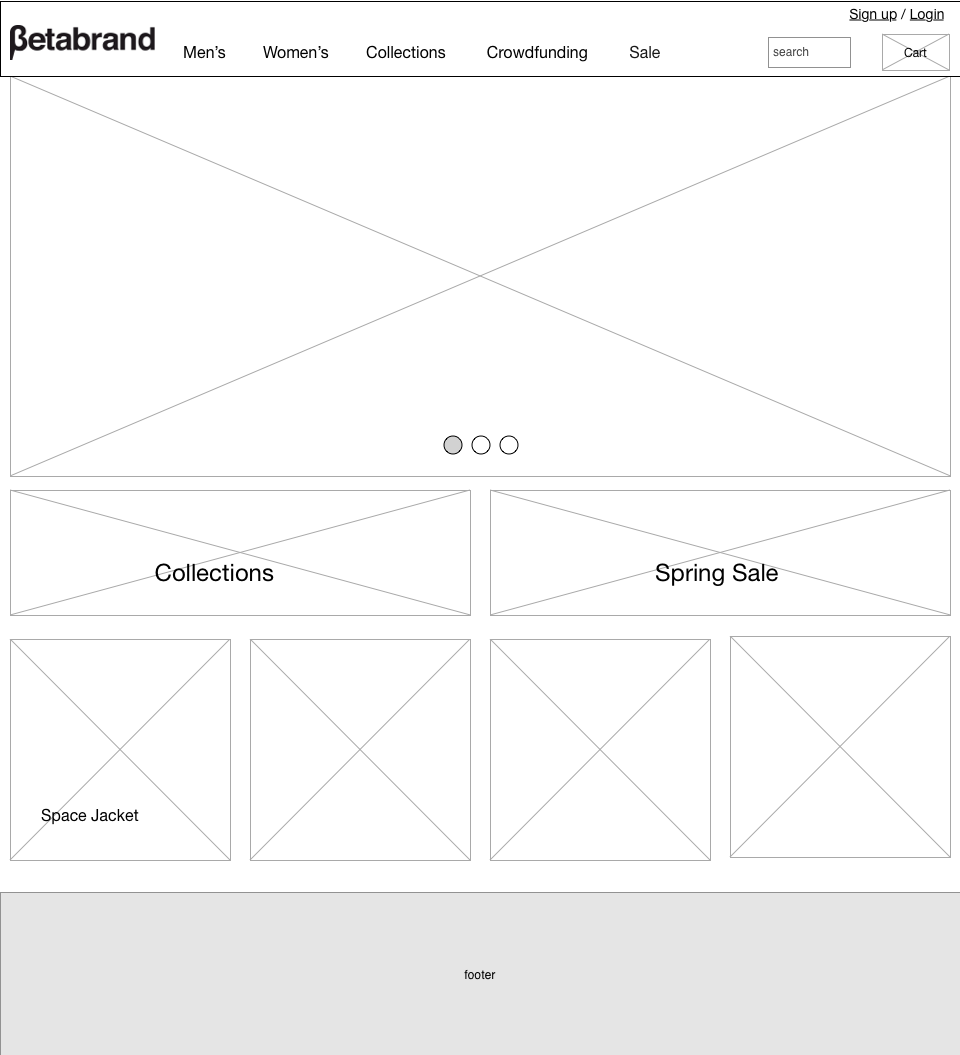 Sign up / Login
βetabrand
Men's Women's Collections Crowdfunding Sale search Cart
Collections
Spring Sale
Space Jacket
footer